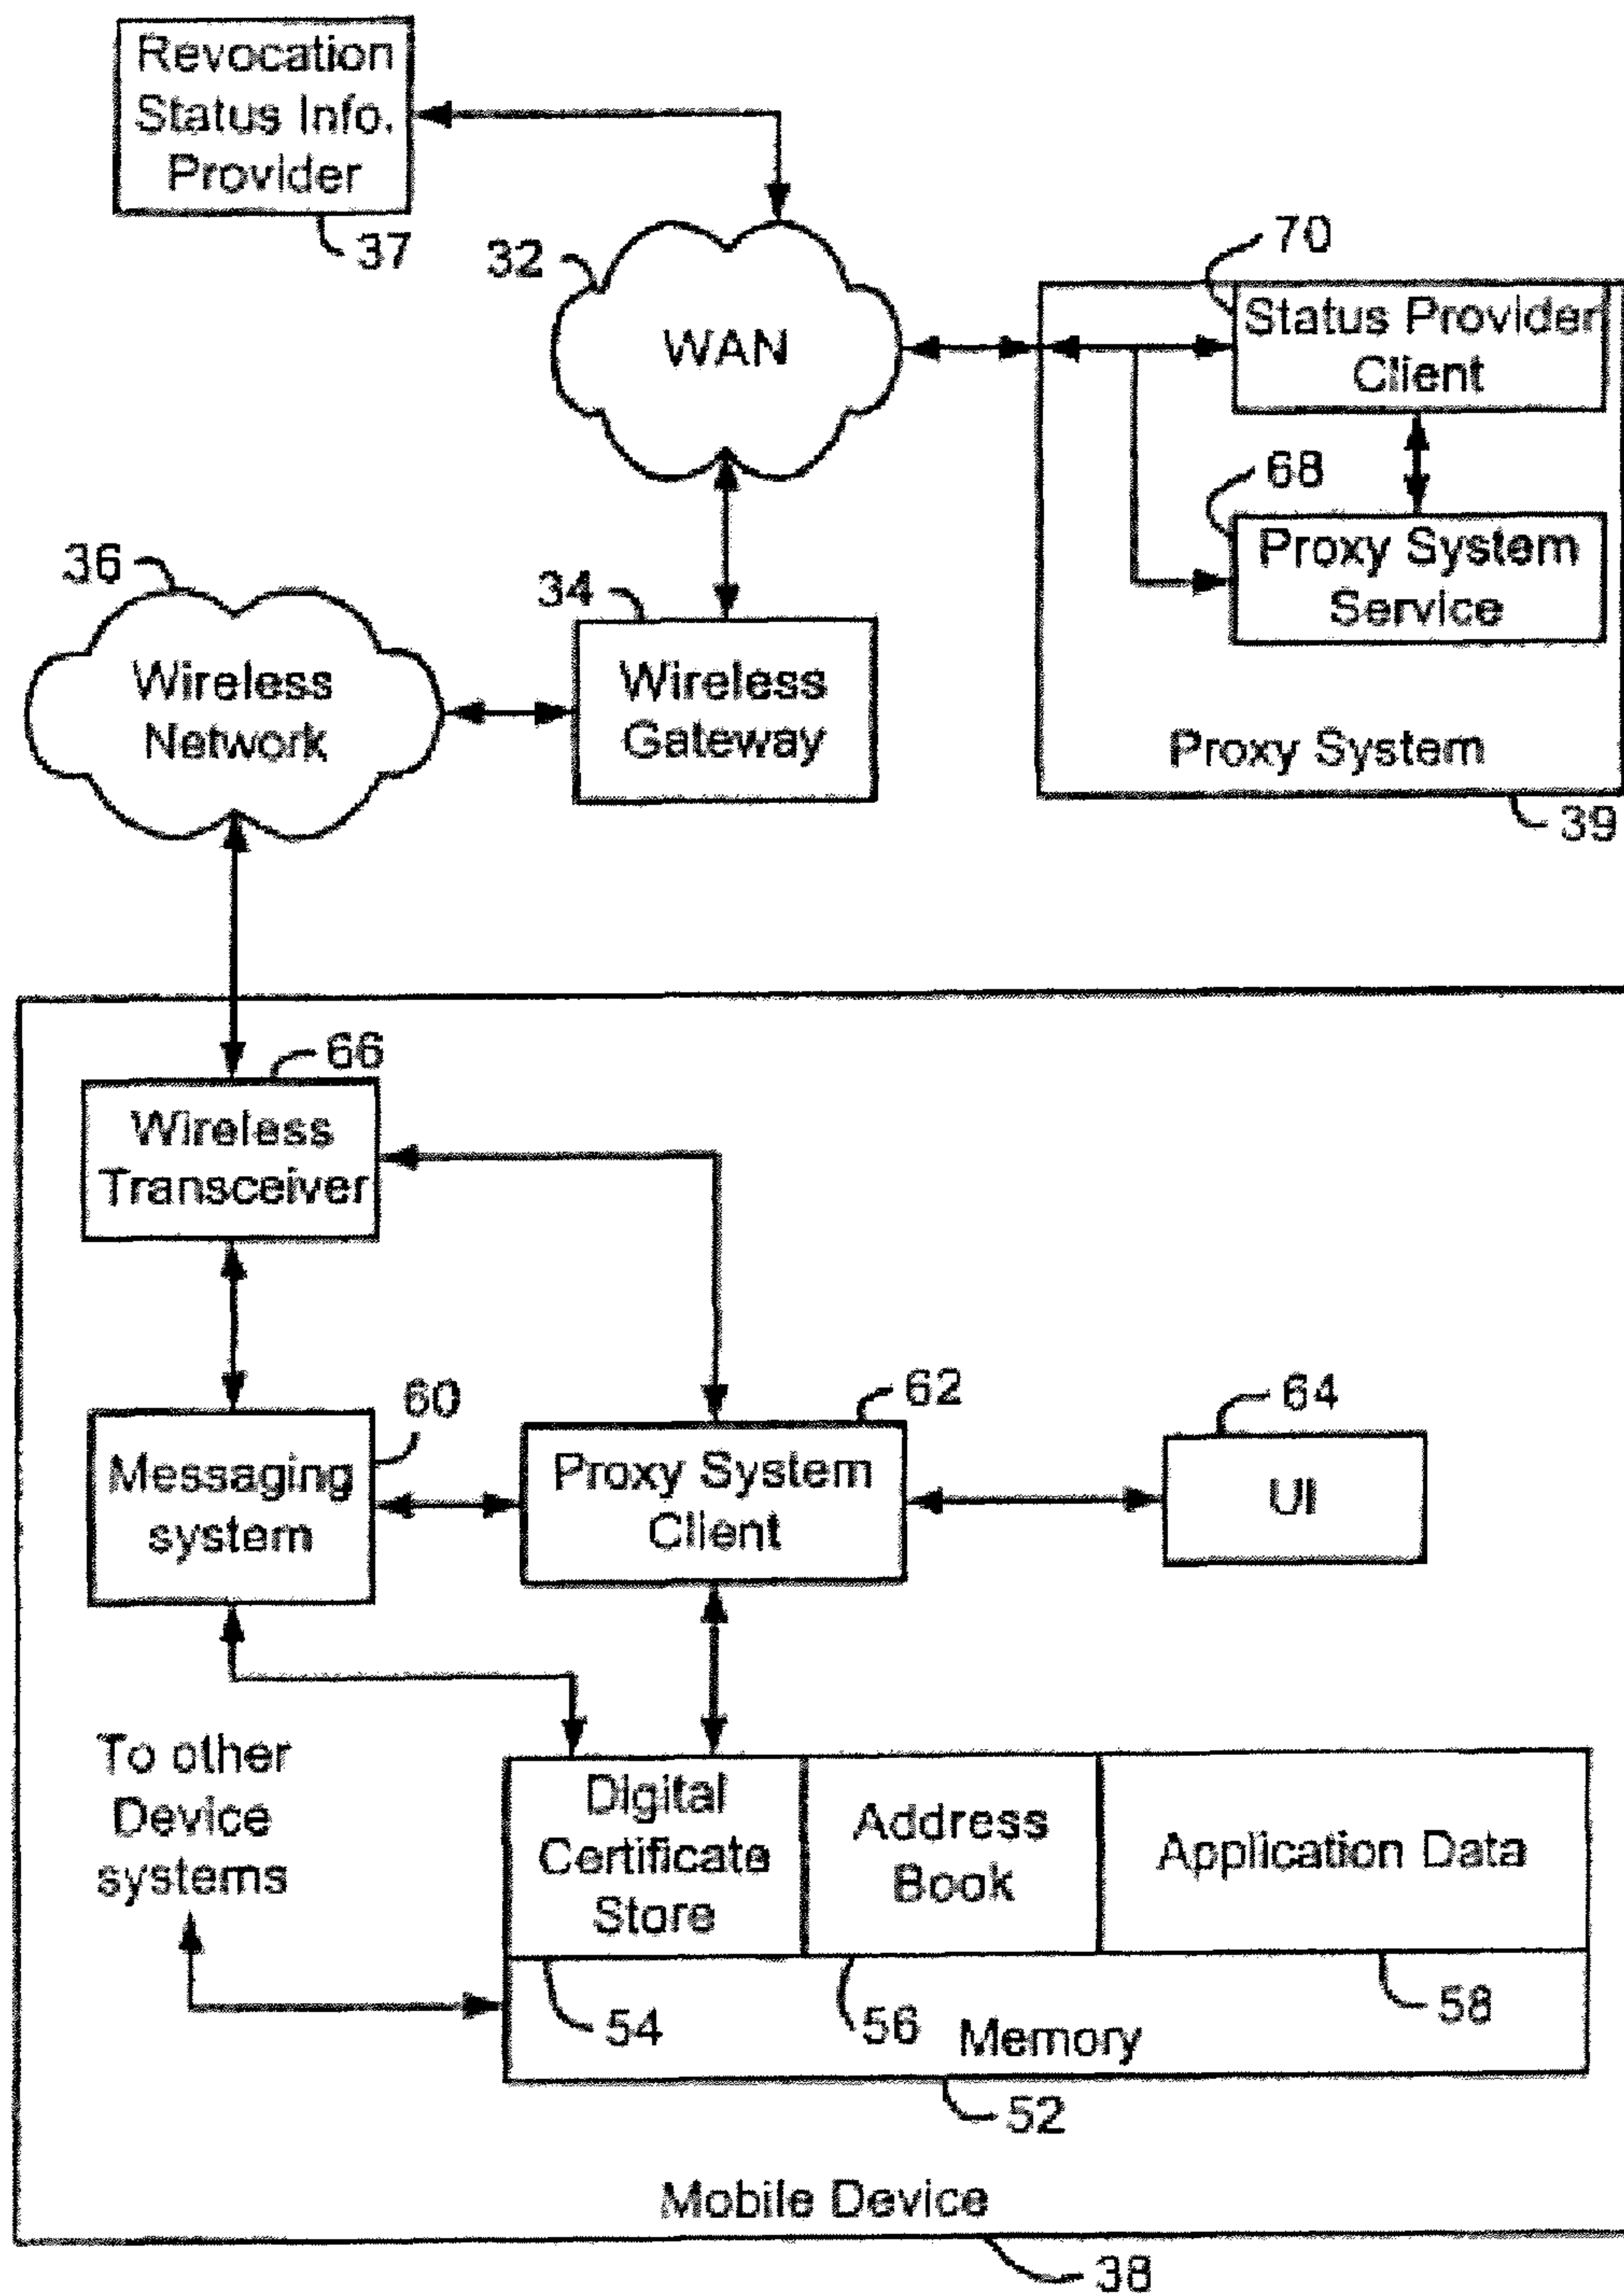 Revocation
Status Info.
Provider
37
32
WAN
70
Status Provider
Client
68
Proxy System
Service
Proxy System
39
36
Wireless
Network
34
Wireless
Gateway
66
Wireless
Transceiver
60
Messaging
system
62
Proxy System
Client
64
UI
To other
Device
systems
Digital
Certificate
Store
Address
Book
Application Data
54
56
58
Memory
52
Mobile Device
38